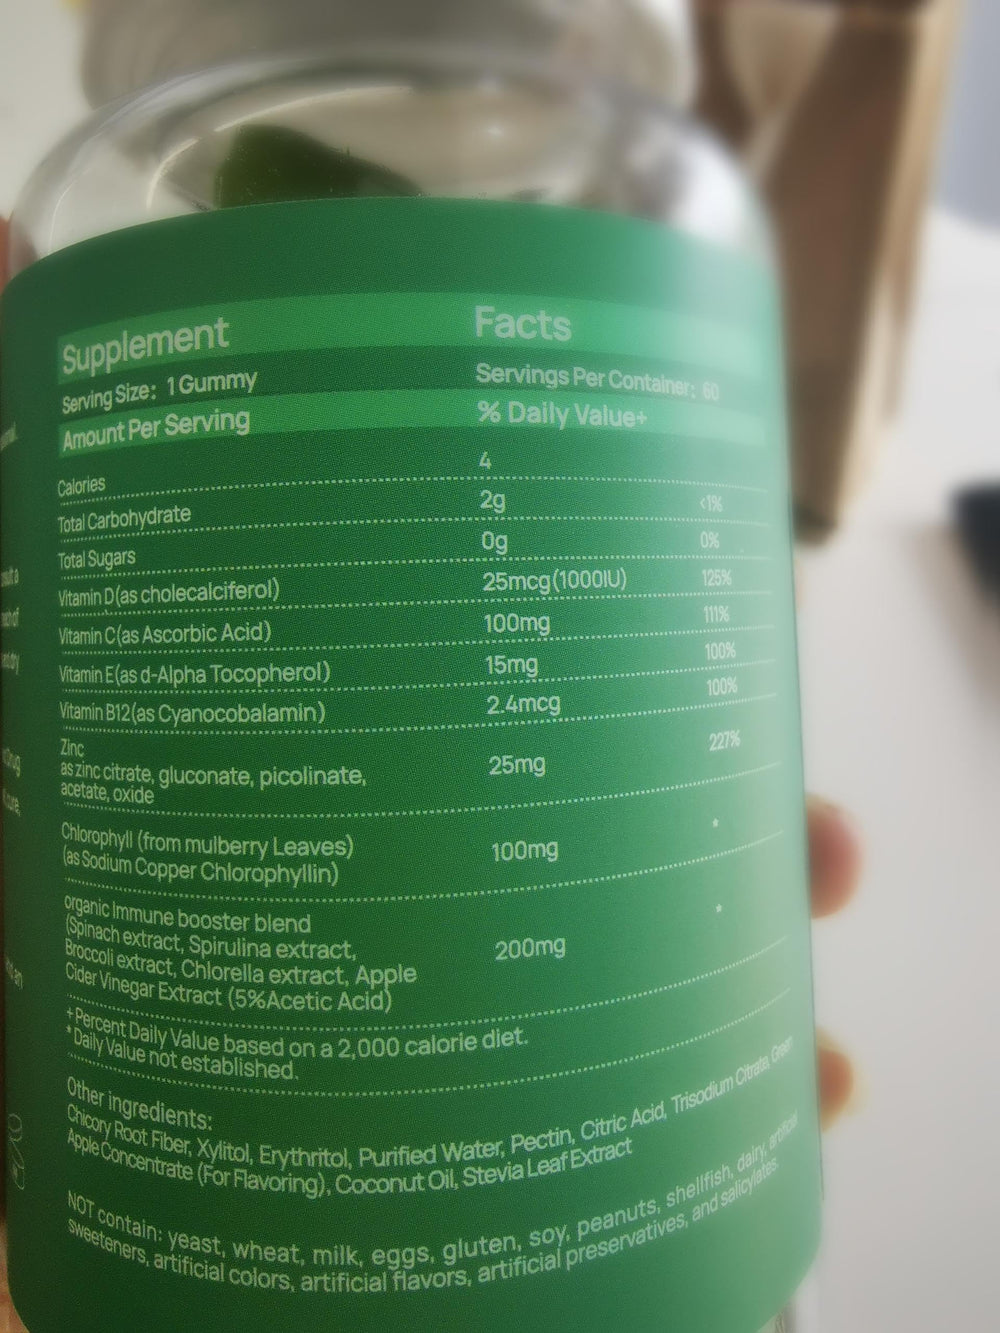 Supplement Facts
Serving Size: 1 Gummy Servings Per Container: 60
Amount Per Serving % Daily Value+
Calories 4
Total Carbohydrate 2g <1%
Total Sugars 0g 0%
Vitamin D(as cholecalciferol) 25mcg(1000IU) 125%
Vitamin C(as Ascorbic Acid) 100mg 111%
Vitamin E(as d-Alpha Tocopherol) 15mg 100%
Vitamin B12(as Cyanocobalamin) 2.4mcg 100%
Zinc
as zinc citrate, gluconate, picolinate, 25mg 227%
acetate, oxide
Chlorophyll (from mulberry Leaves) 100mg *
(as Sodium Copper Chlorophyllin)
organic Immune booster blend
(Spinach extract, Spirulina extract, 200mg *
Broccoli extract, Chlorella extract, Apple
Cider Vinegar Extract (5%Acetic Acid)
+Percent Daily Value based on a 2,000 calorie diet.
*Daily Value not established.
Other ingredients:
Chicory Root Fiber, Xylitol, Erythritol, Purified Water, Pectin, Citric Acid, Trisodium Citrate, Green
Apple Concentrate (For Flavoring), Coconut Oil, Stevia Leaf Extract
NOT contain: yeast, wheat, milk, eggs, gluten, soy, peanuts, shellfish, dairy, artificial
sweeteners, artificial colors, artificial flavors, artificial preservatives, and salicylates.